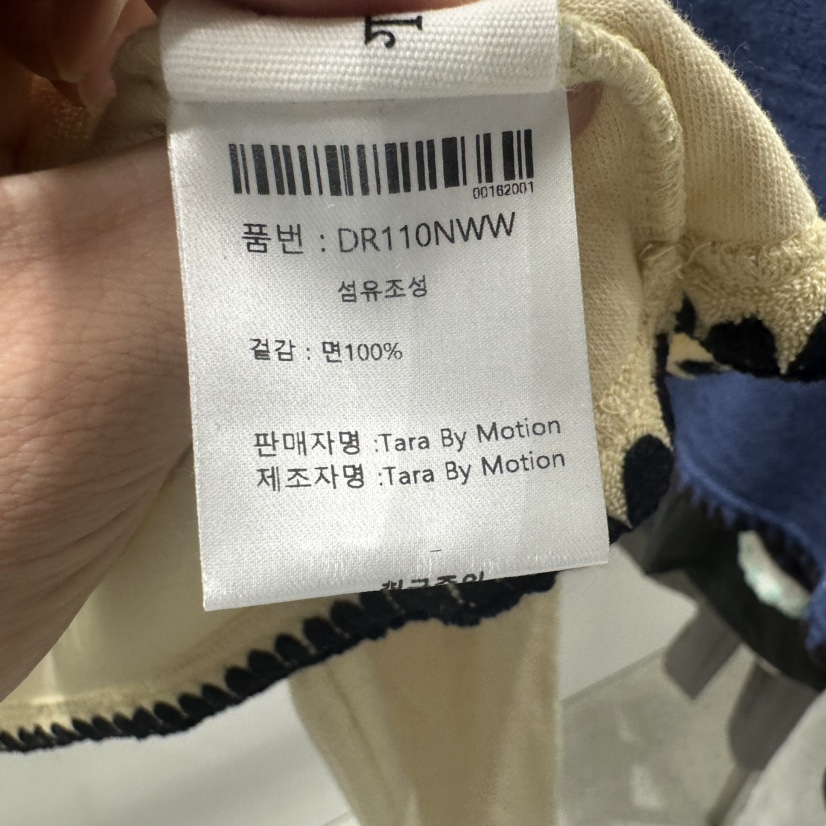 00162001
품번 : DR110NWW
섬유조성
겉감 : 면100%
판매자명 :Tara By Motion
제조자명 :Tara By Motion